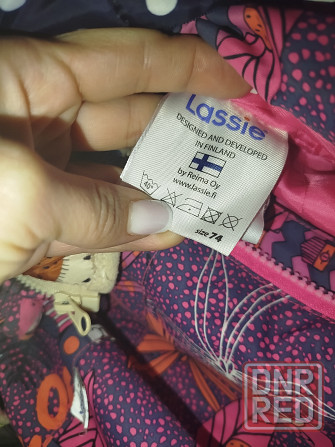 Lassie
DESIGNED AND DEVELOPED
IN FINLAND
by Reima Oy
www.lassie.fi
40°
size 74
DNR
RED